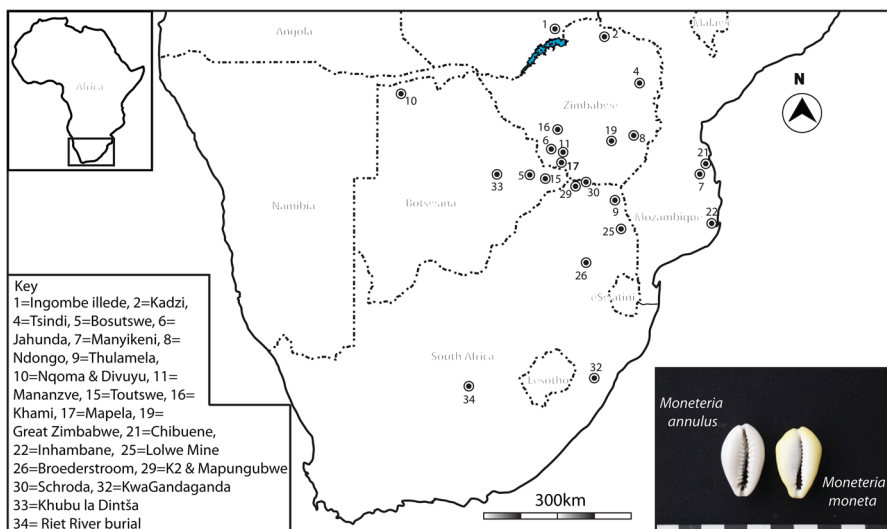 Angola
Malawi
1
2
Africa
4
N
10
Zimbabwe
16
19
8
6
11
17
21
33
5
15
7
29
30
Namibia
Botswana
9
Mozambique
22
25
26
eSwatini
Key
1=Ingombe illede, 2=Kadzi,
4=Tsindi, 5=Bosutswe, 6=
Jahunda, 7=Manyikeni, 8=
Ndongo, 9=Thulamela,
10=Nqoma & Divuyu, 11=
Mananzve, 15=Toutswe, 16=
Khami, 17=Mapela, 19=
Great Zimbabwe, 21=Chibuene,
22=Inhambane, 25=Lolwe Mine
26=Broederstroom, 29=K2 & Mapungubwe
30=Schroda, 32=KwaGandaganda
33=Khubu la Dintša
34= Riet River burial
South Africa
Lesotho
32
34
300km
Moneteria
annulus
Moneteria
moneta